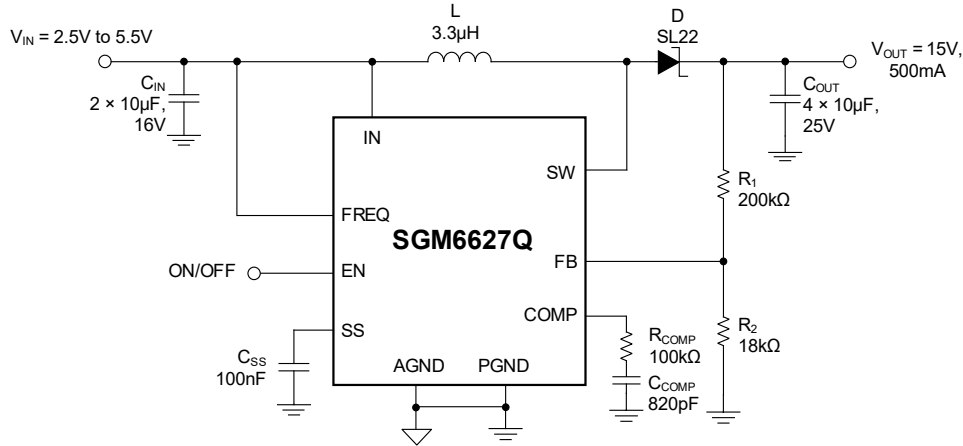 L
3.3µH
D
SL22
V_IN = 2.5V to 5.5V
V_OUT = 15V,
500mA
C_IN
2 × 10µF,
16V
C_OUT
4 × 10µF,
25V
IN
SW
R_1
200kΩ
FREQ
SGM6627Q
ON/OFF
EN
FB
SS
COMP
C_SS
100nF
R_COMP
100kΩ
R_2
18kΩ
AGND
PGND
C_COMP
820pF